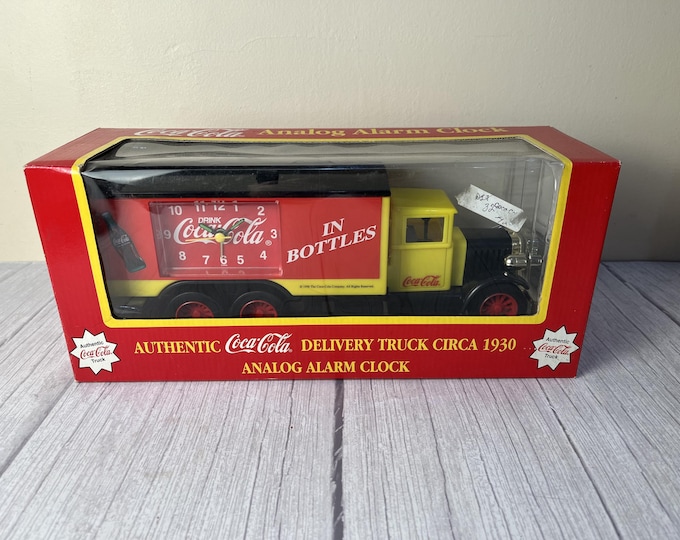 Coca-Cola Analog Alarm Clock
10 11 12 1 2
DRINK
9 Coca-Cola® 3
8 7 6 5 4
IN
BOTTLES
Coca-Cola
Authentic
Coca-Cola
Truck
AUTHENTIC Coca-Cola® DELIVERY TRUCK CIRCA 1930
ANALOG ALARM CLOCK
Authentic
Coca-Cola
Truck